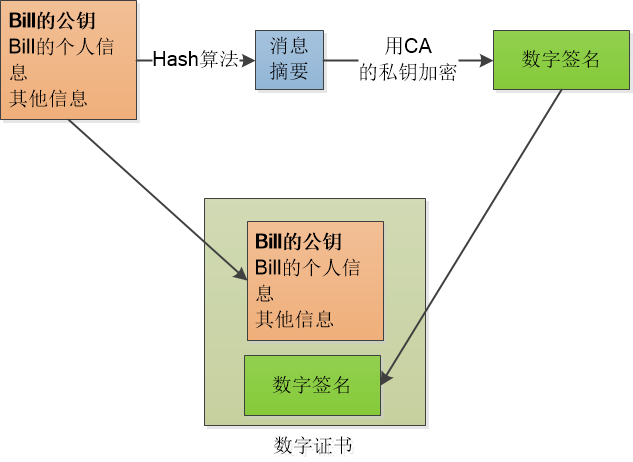 Bill的公钥
Bill的个人信
息
其他信息
Hash算法
消息
摘要
用CA
的私钥加密
数字签名
Bill的公钥
Bill的个人信
息
其他信息
数字签名
数字证书